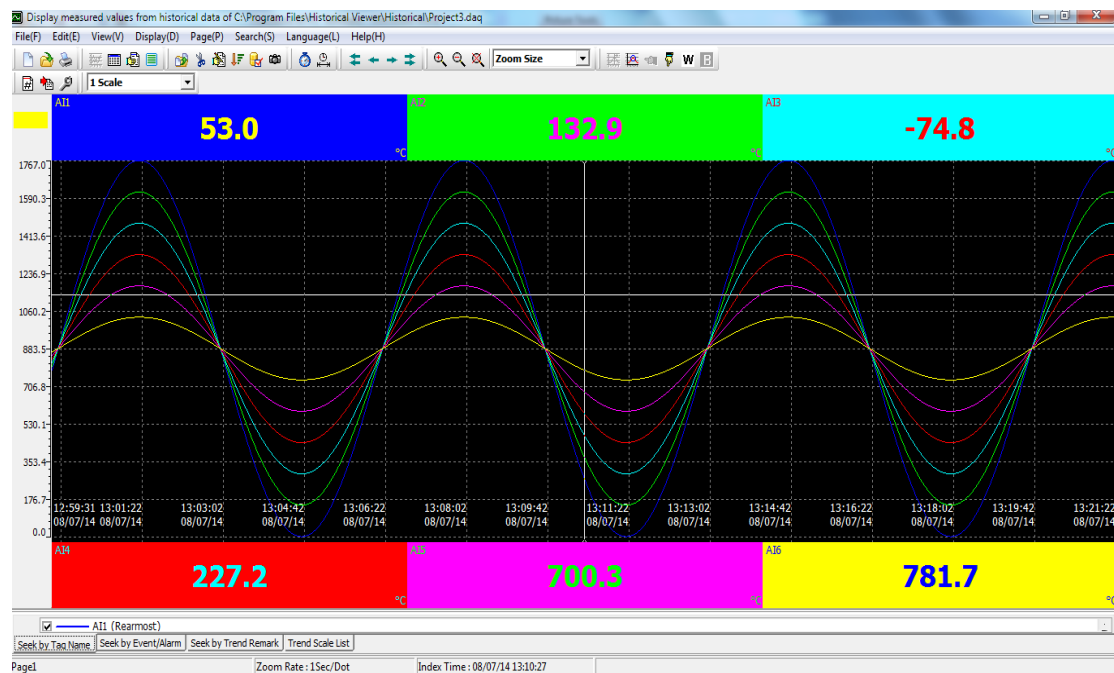 Display measured values from historical data of C:\Program Files\Historical Viewer\Historical\Project3.daq
File(F) Edit(E) View(V) Display(D) Page(P) Search(S) Language(L) Help(H)
Zoom Size W B
# 1 Scale
AI1 AI2 AI3
53.0 132.9 -74.8
°C °C °C
1767.0
1590.3
1413.6
1236.9
1060.2
883.5
706.8
530.1
353.4
176.7
12:59:31 13:01:22 13:03:02 13:04:42 13:06:22 13:08:02 13:09:42 13:11:22 13:13:02 13:14:42 13:16:22 13:18:02 13:19:42 13:21:22
08/07/14 08/07/14 08/07/14 08/07/14 08/07/14 08/07/14 08/07/14 08/07/14 08/07/14 08/07/14 08/07/14 08/07/14 08/07/14 08/07/14
0.0
AI4 AI5 AI6
227.2 700.3 781.7
°C °C °C
AI1 (Rearmost)
Seek by Tag Name Seek by Event/Alarm Seek by Trend Remark Trend Scale List
Page1 Zoom Rate : 1Sec/Dot Index Time : 08/07/14 13:10:27